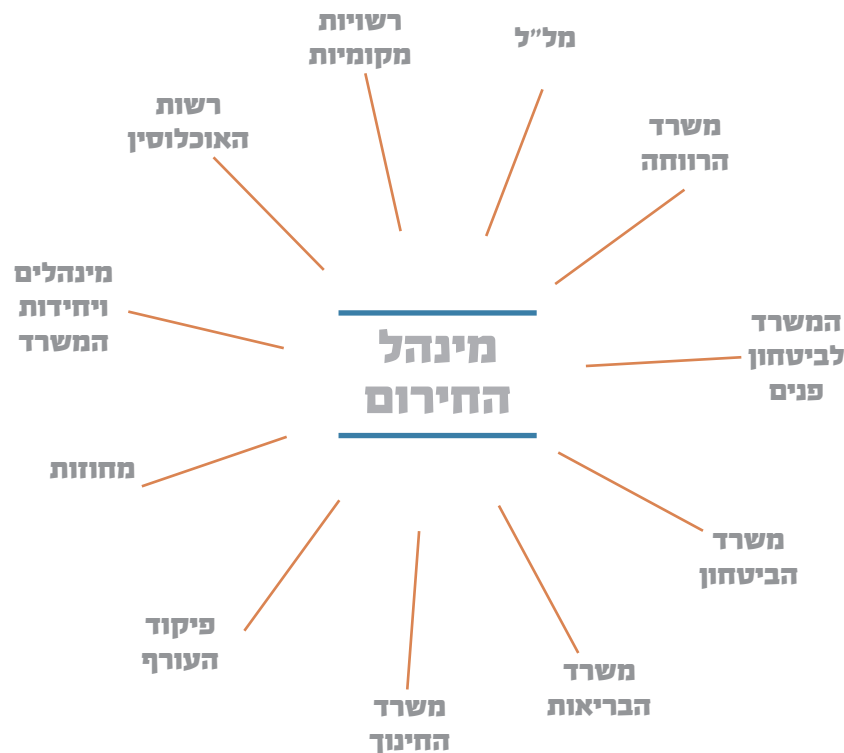 רשויות
מקומיות
מל״ל
רשות
האוכלוסין
משרד
הרווחה
מינהלים
ויחידות
המשרד
מינהל
החירום
המשרד
לביטחון
פנים
מחוזות
משרד
הביטחון
פיקוד
העורף
משרד
הבריאות
משרד
החינוך